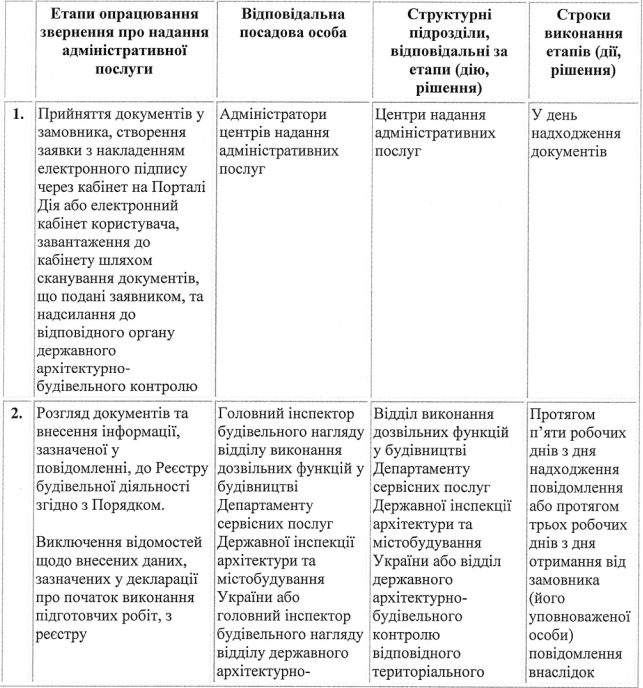 Етапи опрацювання
звернення про надання
адміністративної
послуги
Відповідальна
посадова особа
Структурні
підрозділи,
відповідальні за
етапи (дію,
рішення)
Строки
виконання
етапів (дії,
рішення)
1.
Прийняття документів у
замовника, створення
заявки з накладенням
електронного підпису
через кабінет на Порталі
Дія або електронний
кабінет користувача,
завантаження до
кабінету шляхом
сканування документів,
що подані заявником, та
надсилання до
відповідного органу
державного
архітектурно-
будівельного контролю
Адміністратори
центрів надання
адміністративних
послуг
Центри надання
адміністративних
послуг
У день
надходження
документів
2.
Розгляд документів та
внесення інформації,
зазначеної у
повідомленні, до Реєстру
будівельної діяльності
згідно з Порядком.
Виключення відомостей
щодо внесених даних,
зазначених у декларації
про початок виконання
підготовчих робіт, з
реєстру
Головний інспектор
будівельного нагляду
відділу виконання
дозвільних функцій у
будівництві
Департаменту
сервісних послуг
Державної інспекції
архітектури та
містобудування
України або
головний інспектор
будівельного нагляду
відділу державного
архітектурно-
Відділ виконання
дозвільних функцій
у будівництві
Департаменту
сервісних послуг
Державної інспекції
архітектури та
містобудування
України або відділ
державного
архітектурно-
будівельного
контролю
відповідного
територіального
Протягом
п’яти робочих
днів з дня
надходження
повідомлення
або протягом
трьох робочих
днів з дня
отримання від
замовника
(його
уповноваженої
особи)
повідомлення
внаслідок